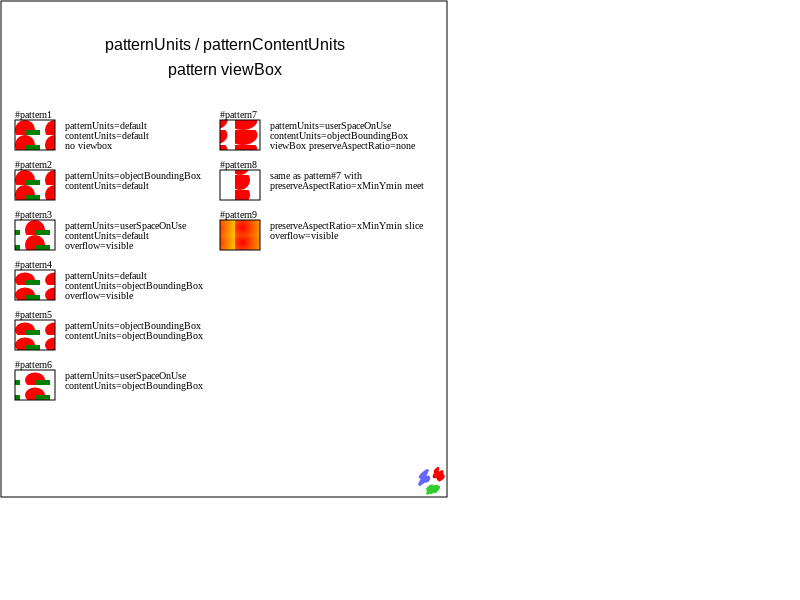 patternUnits / patternContentUnits
pattern viewBox
#pattern1
patternUnits=default
contentUnits=default
no viewbox
#pattern2
patternUnits=objectBoundingBox
contentUnits=default
#pattern3
patternUnits=userSpaceOnUse
contentUnits=default
overflow=visible
#pattern4
patternUnits=default
contentUnits=objectBoundingBox
overflow=visible
#pattern5
patternUnits=objectBoundingBox
contentUnits=objectBoundingBox
#pattern6
patternUnits=userSpaceOnUse
contentUnits=objectBoundingBox
#pattern7
patternUnits=userSpaceOnUse
contentUnits=objectBoundingBox
viewBox preserveAspectRatio=none
#pattern8
same as pattern#7 with
preserveAspectRatio=xMinYmin meet
#pattern9
preserveAspectRatio=xMinYmin slice
overflow=visible